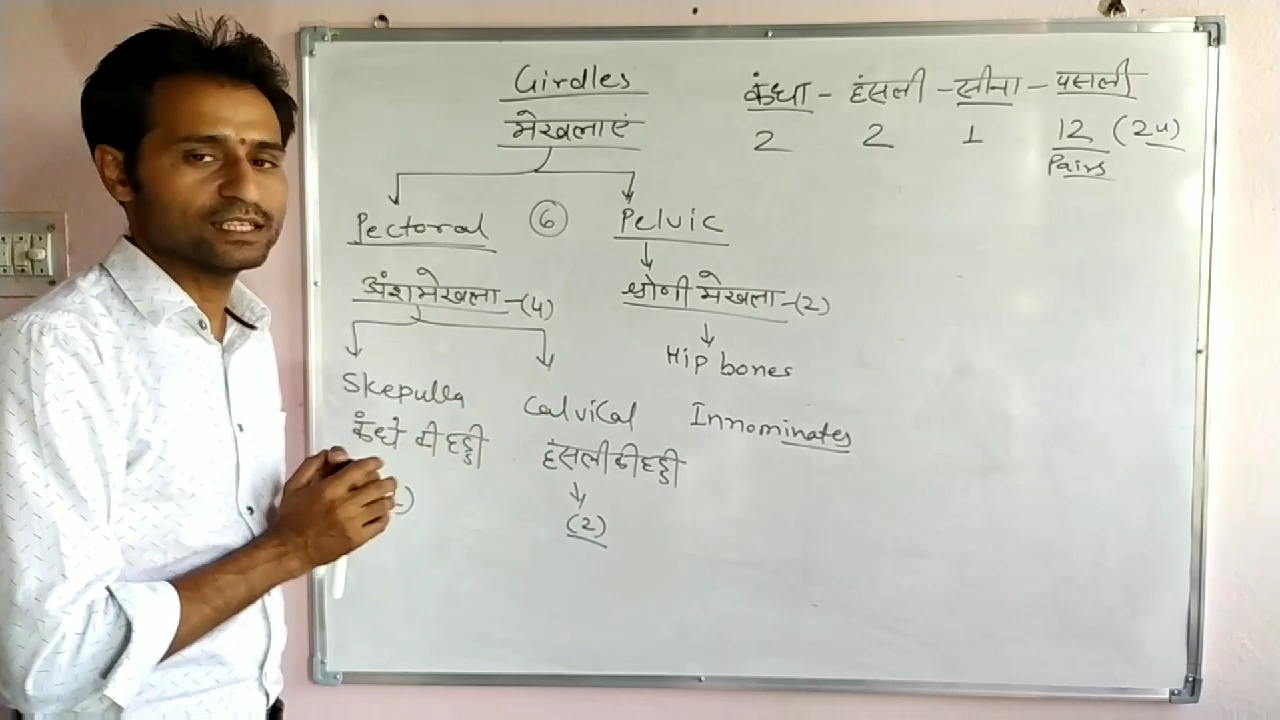 Girdles
मेखलाएं
Pectoral
6
Pelvic
अंशमेखला-(4)
श्रोणी मेखला-(2)
Skepulla
कंधे की हड्डी
Calvical
हंसली की हड्डी
(2)
Hip bones
Innominates
कंधा - हंसली - सीना - पसली
2 2 1 12 (24)
Pairs